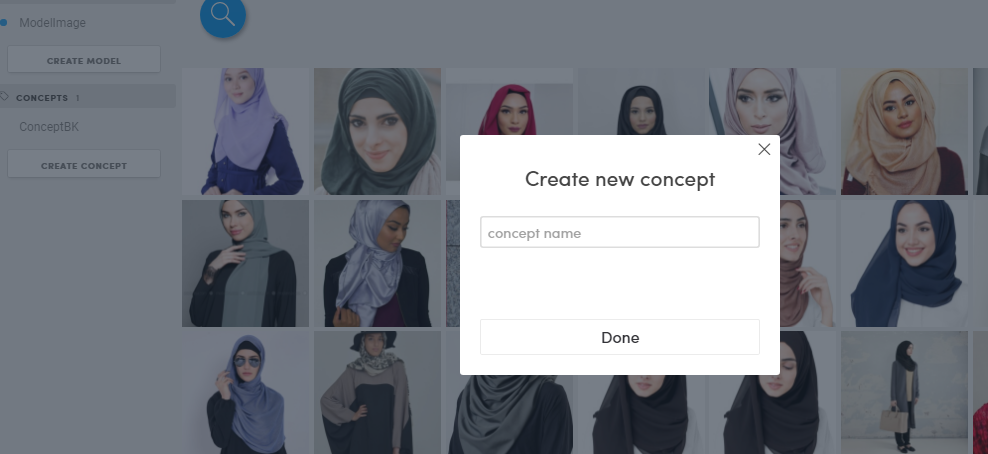 ModelImage
CREATE MODEL
CONCEPTS 1
ConceptBK
CREATE CONCEPT
Create new concept
concept name
Done